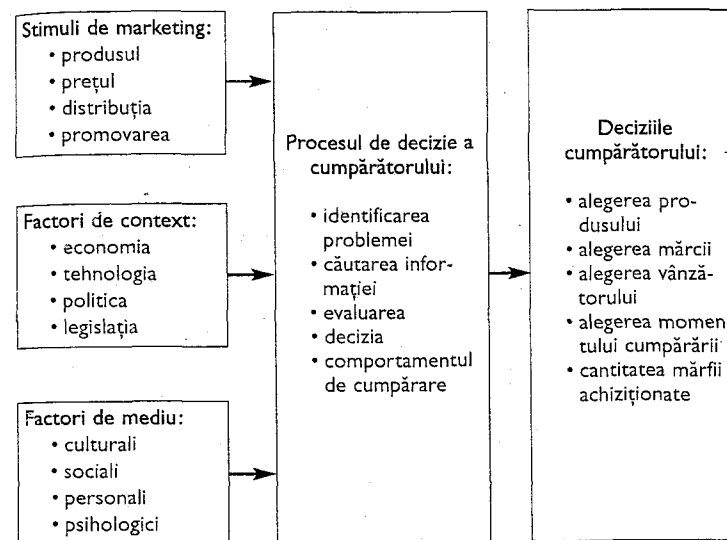 Stimuli de marketing:
• produsul
• prețul
• distribuția
• promovarea
Factori de context:
• economia
• tehnologia
• politica
• legislația
Factori de mediu:
• culturali
• sociali
• personali
• psihologici
Procesul de decizie a
cumpărătorului:
• identificarea
problemei
• căutarea infor-
mației
• evaluarea
• decizia
• comportamentul
de cumpărare
Deciziile
cumpărătorului:
• alegerea pro-
dusului
• alegerea mărcii
• alegerea vânză-
torului
• alegerea momen
tului cumpărării
• cantitatea mărfii
achiziționate